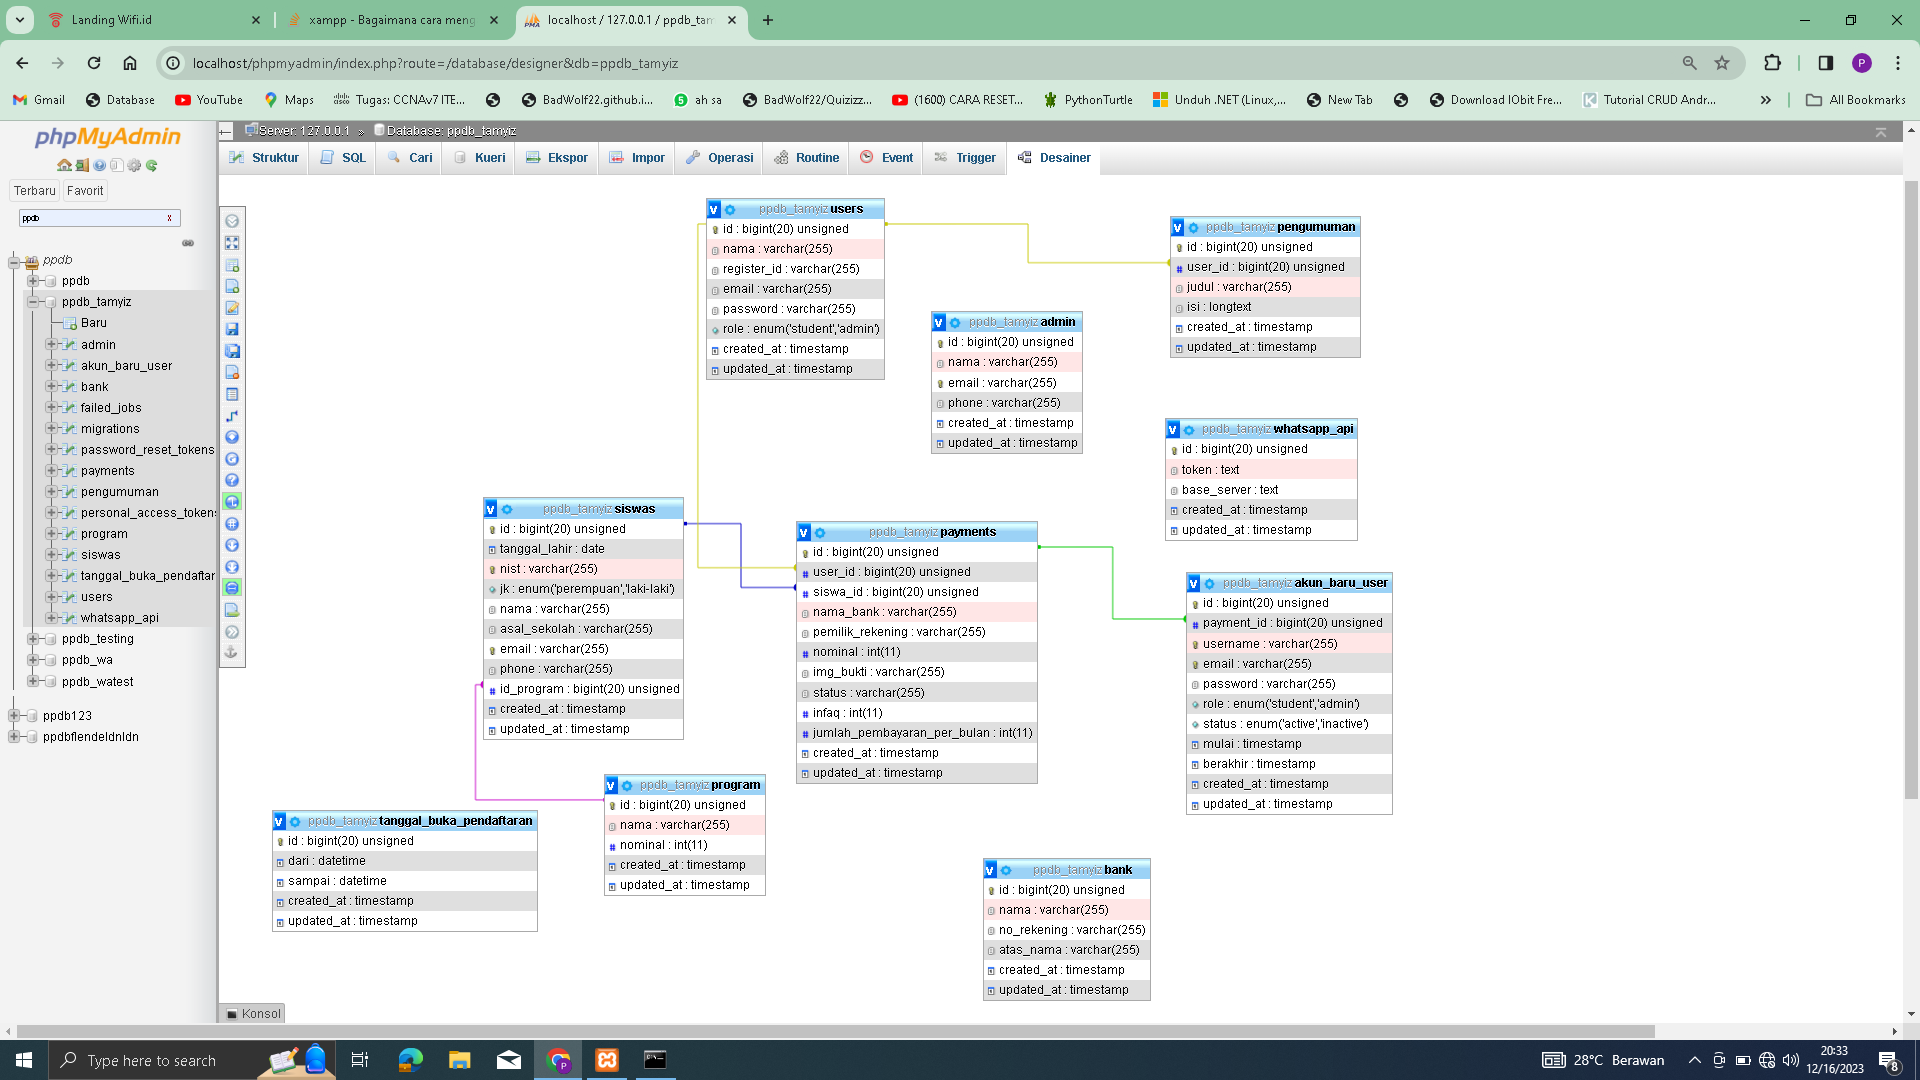 Landing Wifi.id
xampp - Bagaimana cara meng
localhost / 127.0.0.1 / ppdb_tam
localhost/phpmyadmin/index.php?route=/database/designer&db=ppdb_tamyiz
P
Gmail
Database
YouTube
Maps
Tugas: CCNAv7 ITE...
BadWolf22.github.i...
ah sa
BadWolf22/Quizizz...
(1600) CARA RESET...
PythonTurtle
Unduh .NET (Linux,...
New Tab
Download IObit Fre...
Tutorial CRUD Andr...
All Bookmarks
phpMyAdmin
Terbaru
Favorit
ppdb
X
ppdb
ppdb
ppdb_tamyiz
Baru
admin
akun_baru_user
bank
failed_jobs
migrations
password_reset_tokens
payments
pengumuman
personal_access_tokens
program
siswas
tanggal_buka_pendaftar
users
whatsapp_api
ppdb_testing
ppdb_wa
ppdb_watest
ppdb123
ppdbflendeldnldn
Server: 127.0.0.1 » Database: ppdb_tamyiz
Struktur
SQL
Cari
Kueri
Ekspor
Impor
Operasi
Routine
Event
Trigger
Desainer
ppdb_tamyiz users
id : bigint(20) unsigned
nama : varchar(255)
register_id : varchar(255)
email : varchar(255)
password : varchar(255)
role : enum('student','admin')
created_at : timestamp
updated_at : timestamp
ppdb_tamyiz pengumuman
id : bigint(20) unsigned
user_id : bigint(20) unsigned
judul : varchar(255)
isi : longtext
created_at : timestamp
updated_at : timestamp
ppdb_tamyiz admin
id : bigint(20) unsigned
nama : varchar(255)
email : varchar(255)
phone : varchar(255)
created_at : timestamp
updated_at : timestamp
ppdb_tamyiz whatsapp_api
id : bigint(20) unsigned
token : text
base_server : text
created_at : timestamp
updated_at : timestamp
ppdb_tamyiz siswas
id : bigint(20) unsigned
tanggal_lahir : date
nist : varchar(255)
jk : enum('perempuan','laki-laki')
nama : varchar(255)
asal_sekolah : varchar(255)
email : varchar(255)
phone : varchar(255)
id_program : bigint(20) unsigned
created_at : timestamp
updated_at : timestamp
ppdb_tamyiz payments
id : bigint(20) unsigned
user_id : bigint(20) unsigned
siswa_id : bigint(20) unsigned
nama_bank : varchar(255)
pemilik_rekening : varchar(255)
nominal : int(11)
img_bukti : varchar(255)
status : varchar(255)
infaq : int(11)
jumlah_pembayaran_per_bulan : int(11)
created_at : timestamp
updated_at : timestamp
ppdb_tamyiz akun_baru_user
id : bigint(20) unsigned
payment_id : bigint(20) unsigned
username : varchar(255)
email : varchar(255)
password : varchar(255)
role : enum('student','admin')
status : enum('active','inactive')
mulai : timestamp
berakhir : timestamp
created_at : timestamp
updated_at : timestamp
ppdb_tamyiz program
id : bigint(20) unsigned
nama : varchar(255)
nominal : int(11)
created_at : timestamp
updated_at : timestamp
ppdb_tamyiz tanggal_buka_pendaftaran
id : bigint(20) unsigned
dari : datetime
sampai : datetime
created_at : timestamp
updated_at : timestamp
ppdb_tamyiz bank
id : bigint(20) unsigned
nama : varchar(255)
no_rekening : varchar(255)
atas_nama : varchar(255)
created_at : timestamp
updated_at : timestamp
Konsol
Type here to search
28°C Berawan
20:33
12/16/2023
8